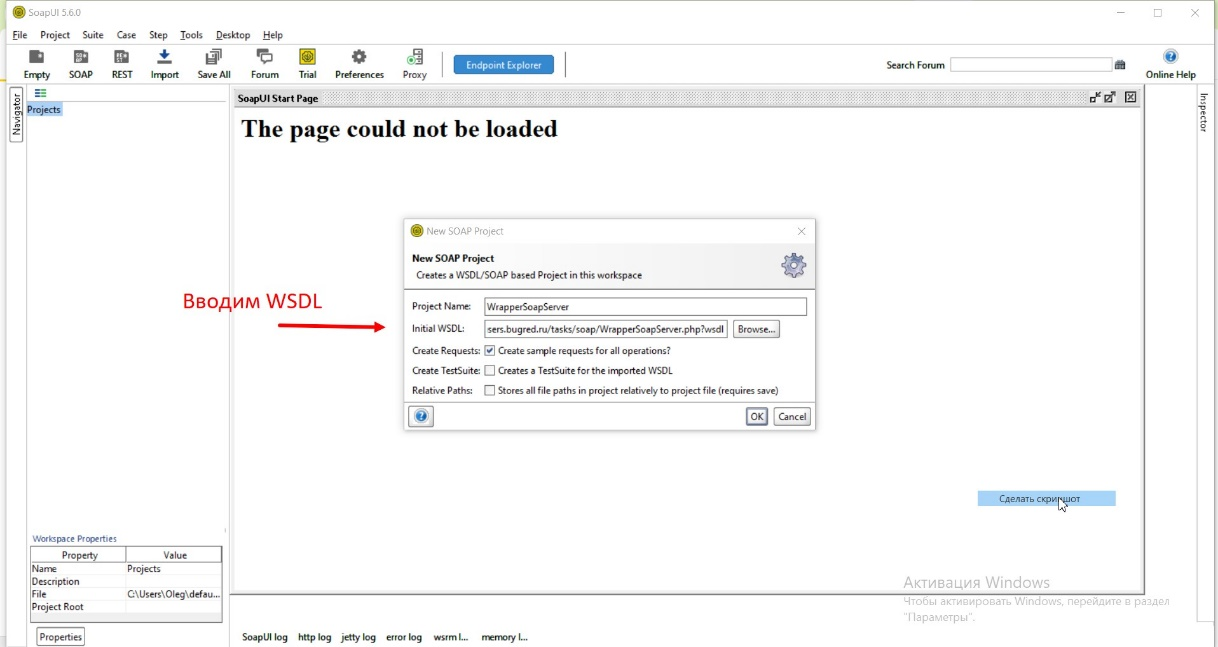 SoapUI 5.6.0
File Project Suite Case Step Tools Desktop Help
Empty SOAP REST Import Save All Forum Trial Preferences Proxy Endpoint Explorer Search Forum Online Help
Navigator
Projects
SoapUI Start Page
Inspector
The page could not be loaded
New SOAP Project
New SOAP Project
Creates a WSDL/SOAP based Project in this workspace
Вводим WSDL
Project Name: WrapperSoapServer
Initial WSDL: sers.bugred.ru/tasks/soap/WrapperSoapServer.php?wsdl Browse...
Create Requests: Create sample requests for all operations?
Create TestSuite: Creates a TestSuite for the imported WSDL
Relative Paths: Stores all file paths in project relatively to project file (requires save)
OK Cancel
Сделать скриншот
Workspace Properties
Property Value
Name Projects
Description
File C:\Users\Oleg\defau...
Project Root
Активация Windows
Чтобы активировать Windows, перейдите в раздел
"Параметры".
Properties
SoapUI log http log jetty log error log wsrm l... memory l...